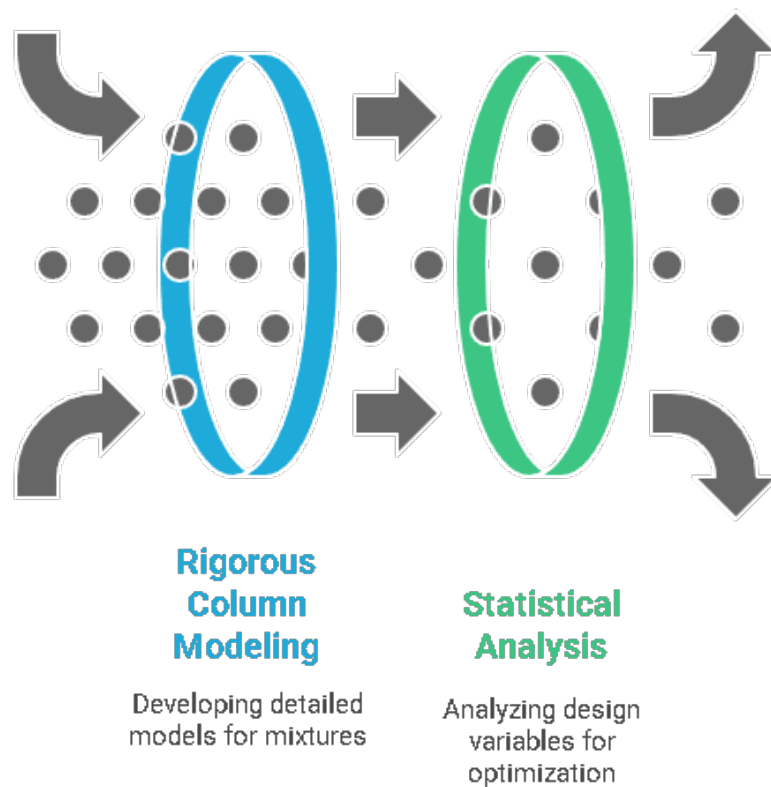 Rigorous
Column
Modeling
Developing detailed
models for mixtures
Statistical
Analysis
Analyzing design
variables for
optimization